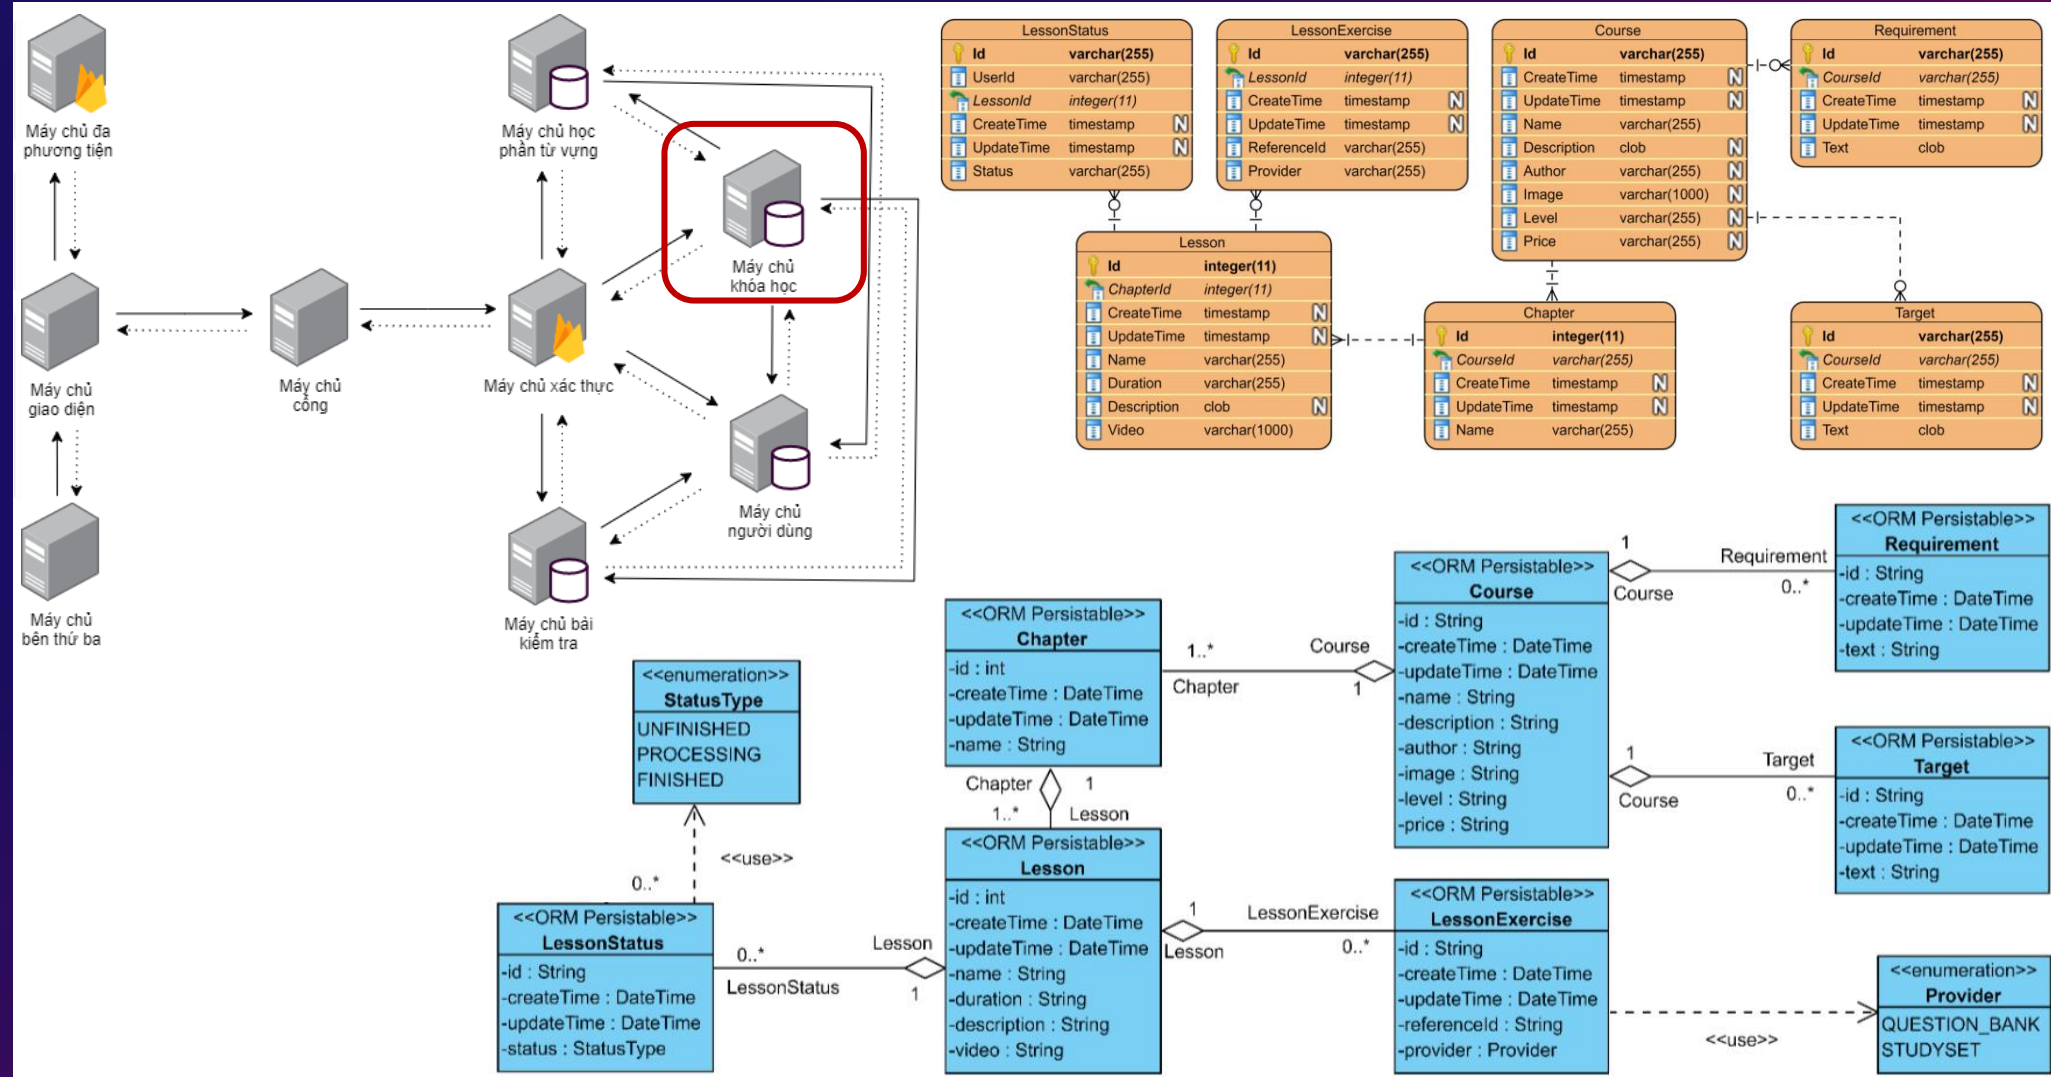 Máy chủ đa
phương tiện
Máy chủ học
phần từ vựng
Máy chủ
khóa học
Máy chủ
giao diện
Máy chủ
cổng
Máy chủ xác thực
Máy chủ
người dùng
Máy chủ
bên thứ ba
Máy chủ bài
kiểm tra
LessonStatus
Id varchar(255)
UserId varchar(255)
LessonId integer(11)
CreateTime timestamp N
UpdateTime timestamp N
Status varchar(255)
LessonExercise
Id varchar(255)
LessonId integer(11)
CreateTime timestamp N
UpdateTime timestamp N
ReferenceId varchar(255)
Provider varchar(255)
Course
Id varchar(255)
CreateTime timestamp N
UpdateTime timestamp N
Name varchar(255)
Description clob N
Author varchar(255) N
Image varchar(1000) N
Level varchar(255) N
Price varchar(255) N
Requirement
Id varchar(255)
CourseId varchar(255)
CreateTime timestamp N
UpdateTime timestamp N
Text clob
Lesson
Id integer(11)
ChapterId integer(11)
CreateTime timestamp N
UpdateTime timestamp N
Name varchar(255)
Duration varchar(255)
Description clob N
Video varchar(1000)
Chapter
Id integer(11)
CourseId varchar(255)
CreateTime timestamp N
UpdateTime timestamp N
Name varchar(255)
Target
Id varchar(255)
CourseId varchar(255)
CreateTime timestamp N
UpdateTime timestamp N
Text clob
<<enumeration>>
StatusType
UNFINISHED
PROCESSING
FINISHED
<<use>>
0..*
<<ORM Persistable>>
LessonStatus
-id : String
-createTime : DateTime
-updateTime : DateTime
-status : StatusType
0..*
LessonStatus
Lesson
1
<<ORM Persistable>>
Chapter
-id : int
-createTime : DateTime
-updateTime : DateTime
-name : String
1..*
Chapter
Course
1
Chapter
1
1..*
Lesson
<<ORM Persistable>>
Lesson
-id : int
-createTime : DateTime
-updateTime : DateTime
-name : String
-duration : String
-description : String
-video : String
1
Lesson
LessonExercise
0..*
<<ORM Persistable>>
Course
-id : String
-createTime : DateTime
-updateTime : DateTime
-name : String
-description : String
-author : String
-image : String
-level : String
-price : String
1
Course
Requirement
0..*
<<ORM Persistable>>
Requirement
-id : String
-createTime : DateTime
-updateTime : DateTime
-text : String
1
Course
Target
0..*
<<ORM Persistable>>
Target
-id : String
-createTime : DateTime
-updateTime : DateTime
-text : String
<<ORM Persistable>>
LessonExercise
-id : String
-createTime : DateTime
-updateTime : DateTime
-referenceId : String
-provider : Provider
<<use>>
<<enumeration>>
Provider
QUESTION_BANK
STUDYSET